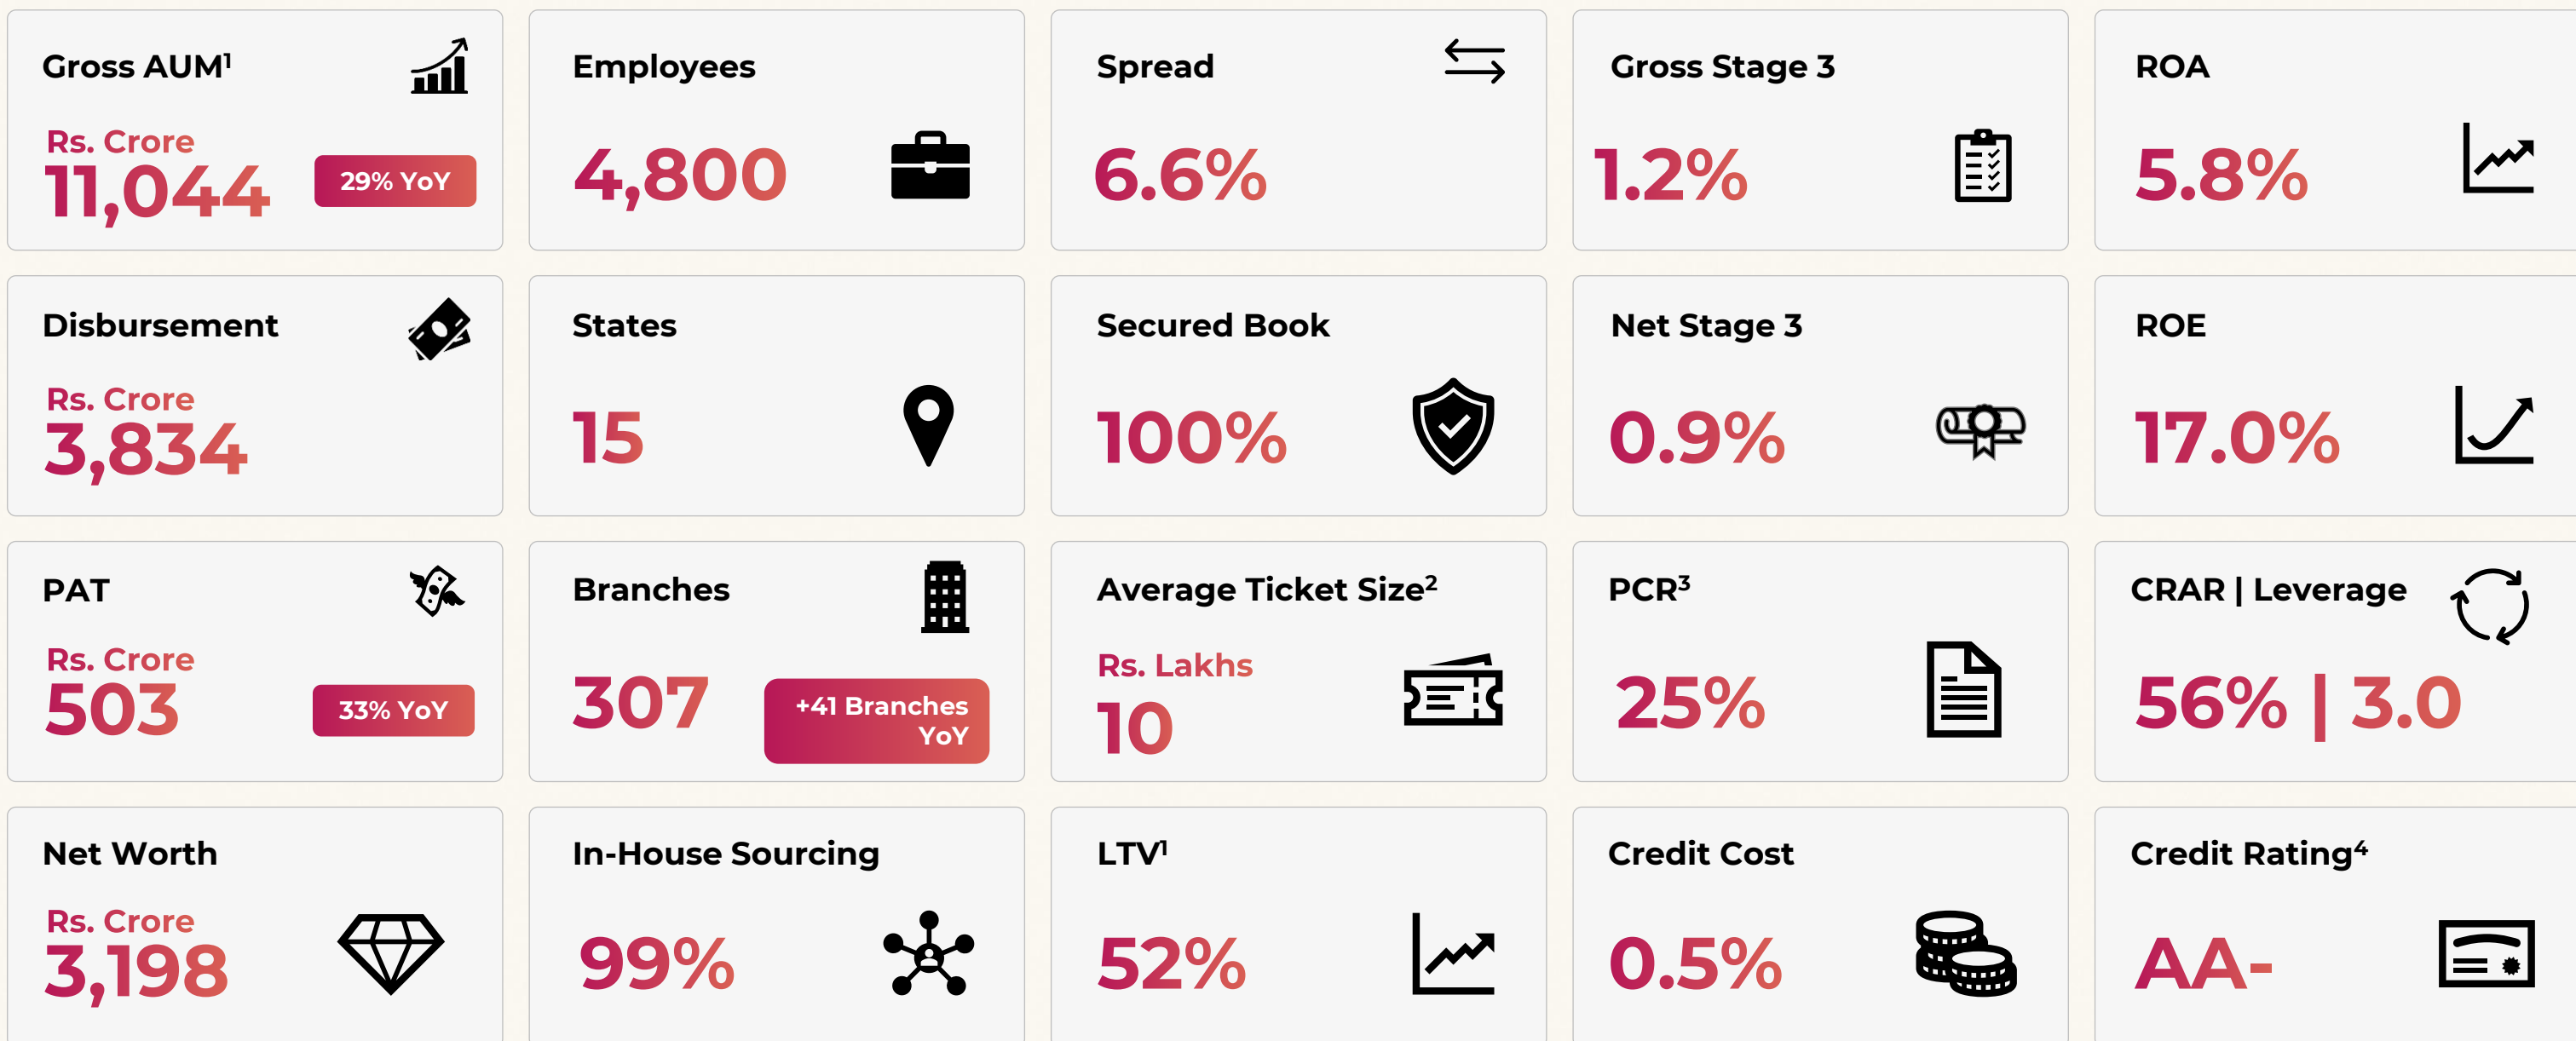 Gross AUM¹
Rs. Crore
11,044
29% YoY
Employees
4,800
Spread
6.6%
Gross Stage 3
1.2%
ROA
5.8%
Disbursement
Rs. Crore
3,834
States
15
Secured Book
100%
Net Stage 3
0.9%
ROE
17.0%
PAT
Rs. Crore
503
33% YoY
Branches
307
+41 Branches
YoY
Average Ticket Size²
Rs. Lakhs
10
PCR³
25%
CRAR | Leverage
56% | 3.0
Net Worth
Rs. Crore
3,198
In-House Sourcing
99%
LTV¹
52%
Credit Cost
0.5%
Credit Rating⁴
AA-